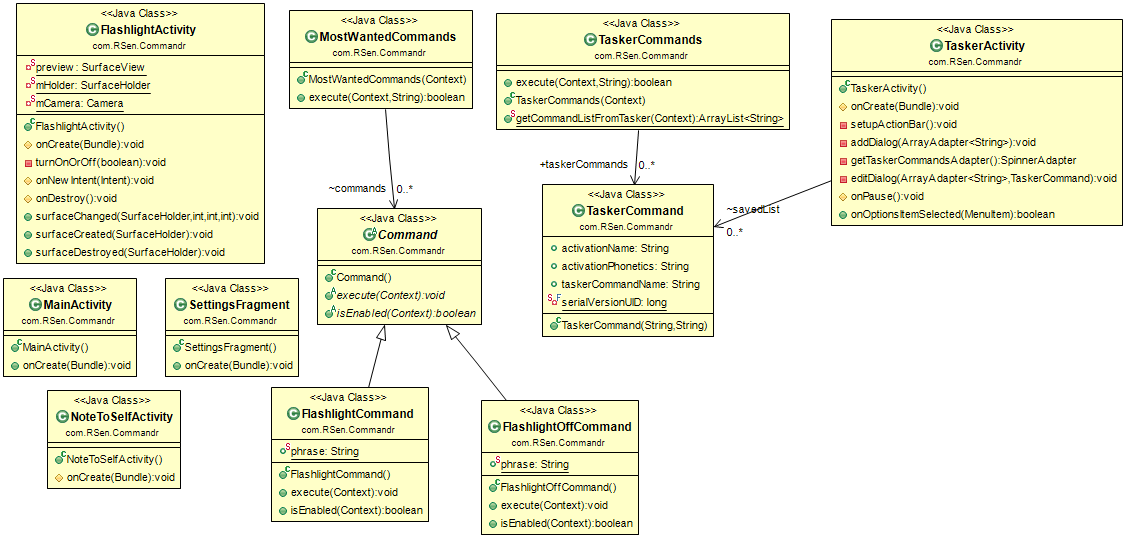 <<Java Class>>
FlashlightActivity
com.RSen.Commandr
preview: SurfaceView
mHolder: SurfaceHolder
mCamera: Camera
FlashlightActivity()
onCreate(Bundle):void
turnOnOrOff(boolean):void
onNewIntent(Intent):void
onDestroy():void
surfaceChanged(SurfaceHolder,int,int,int):void
surfaceCreated(SurfaceHolder):void
surfaceDestroyed(SurfaceHolder):void
<<Java Class>>
MostWantedCommands
com.RSen.Commandr
MostWantedCommands(Context)
execute(Context,String):boolean
<<Java Class>>
TaskerCommands
com.RSen.Commandr
execute(Context,String):boolean
TaskerCommands(Context)
getCommandListFromTasker(Context):ArrayList<String>
<<Java Class>>
TaskerActivity
com.RSen.Commandr
TaskerActivity()
onCreate(Bundle):void
setupActionBar():void
addDialog(ArrayAdapter<String>):void
getTaskerCommandsAdapter():SpinnerAdapter
editDialog(ArrayAdapter<String>,TaskerCommand):void
onPause():void
onOptionsItemSelected(MenuItem):boolean
~commands
0..*
+taskerCommands
0..*
~savedList
0..*
<<Java Class>>
Command
com.RSen.Commandr
Command()
execute(Context):void
isEnabled(Context):boolean
<<Java Class>>
TaskerCommand
com.RSen.Commandr
activationName: String
activationPhonetics: String
taskerCommandName: String
serialVersionUID: long
TaskerCommand(String,String)
<<Java Class>>
MainActivity
com.RSen.Commandr
MainActivity()
onCreate(Bundle):void
<<Java Class>>
SettingsFragment
com.RSen.Commandr
SettingsFragment()
onCreate(Bundle):void
<<Java Class>>
NoteToSelfActivity
com.RSen.Commandr
NoteToSelfActivity()
onCreate(Bundle):void
<<Java Class>>
FlashlightCommand
com.RSen.Commandr
phrase: String
FlashlightCommand()
execute(Context):void
isEnabled(Context):boolean
<<Java Class>>
FlashlightOffCommand
com.RSen.Commandr
phrase: String
FlashlightOffCommand()
execute(Context):void
isEnabled(Context):boolean